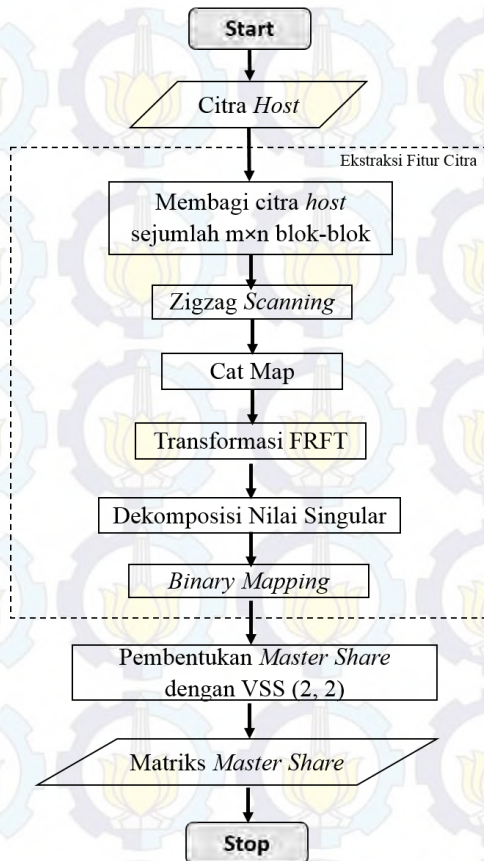 Start
Citra Host
Ekstraksi Fitur Citra
Membagi citra host
sejumlah m×n blok-blok
Zigzag Scanning
Cat Map
Transformasi FRFT
Dekomposisi Nilai Singular
Binary Mapping
Pembentukan Master Share
dengan VSS (2, 2)
Matriks Master Share
Stop